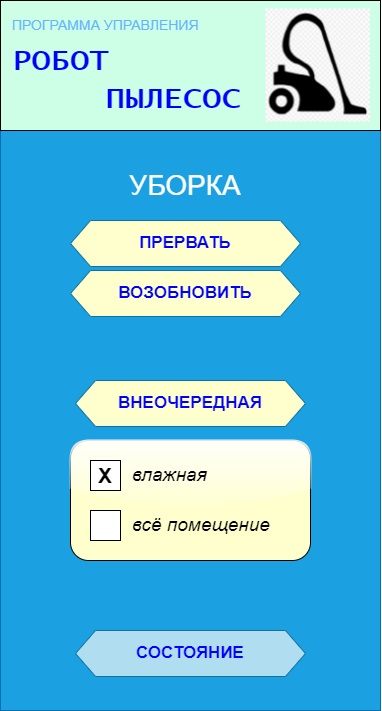 ПРОГРАММА УПРАВЛЕНИЯ
РОБОТ
ПЫЛЕСОС
УБОРКА
ПРЕРВАТЬ
ВОЗОБНОВИТЬ
ВНЕОЧЕРЕДНАЯ
X влажная
всё помещение
СОСТОЯНИЕ